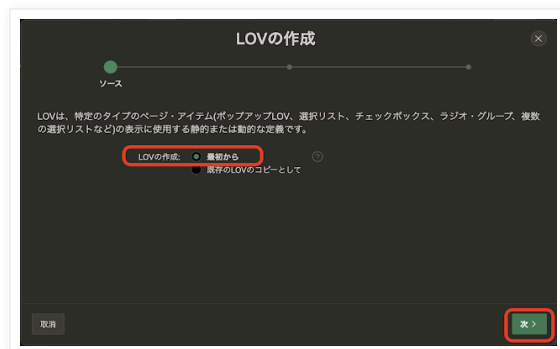 LOVの作成
ソース
LOVは、特定のタイプのページ・アイテム(ポップアップLOV、選択リスト、チェックボックス、ラジオ・グループ、複数
の選択リストなど)の表示に使用する静的または動的な定義です。
LOVの作成: 最初から
既存のLOVのコピーとして
取消
次 >